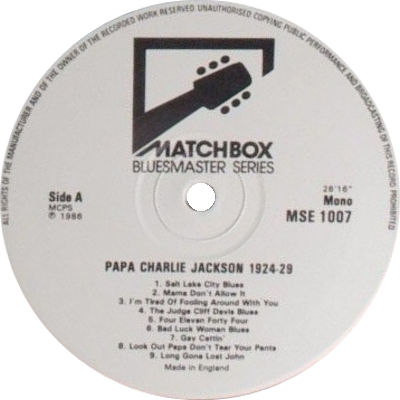 ALL RIGHTS OF THE MANUFACTURER AND OF THE OWNER OF THE RECORDED WORK RESERVED. UNAUTHORISED COPYING PUBLIC PERFORMANCE AND BROADCASTING OF THIS RECORD PROHIBITED
MATCHBOX
BLUESMASTER SERIES
Side A
MCPS
℗ 1986
26'16"
Mono
MSE 1007
PAPA CHARLIE JACKSON 1924-29
1. Salt Lake City Blues
2. Mama Don't Allow It
3. I'm Tired Of Fooling Around With You
4. The Judge Cliff Davis Blues
5. Four Eleven Forty Four
6. Bad Luck Woman Blues
7. Gay Cattin'
8. Look Out Papa Don't Tear Your Pants
9. Long Gona Lost John
Made in England